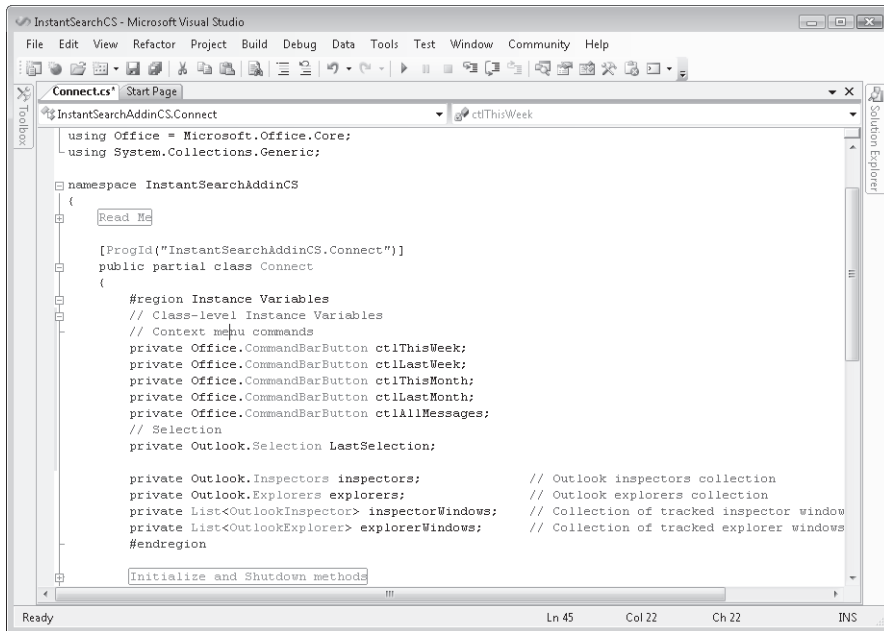 InstantSearchCS - Microsoft Visual Studio
File Edit View Refactor Project Build Debug Data Tools Test Window Community Help
Connect.cs* Start Page
Toolbox
Solution Explorer
InstantSearchAddinCS.Connect ctlThisWeek
using Office = Microsoft.Office.Core;
using System.Collections.Generic;
namespace InstantSearchAddinCS
{
Read Me
[ProgId("InstantSearchAddinCS.Connect")]
public partial class Connect
{
#region Instance Variables
// Class-level Instance Variables
// Context menu commands
private Office.CommandBarButton ctlThisWeek;
private Office.CommandBarButton ctlLastWeek;
private Office.CommandBarButton ctlThisMonth;
private Office.CommandBarButton ctlLastMonth;
private Office.CommandBarButton ctlAllMessages;
// Selection
private Outlook.Selection LastSelection;
private Outlook.Inspectors inspectors; // Outlook inspectors collection
private Outlook.Explorers explorers; // Outlook explorers collection
private List<OutlookInspector> inspectorWindows; // Collection of tracked inspector window
private List<OutlookExplorer> explorerWindows; // Collection of tracked explorer windows
#endregion
Initialize and Shutdown methods
Ready Ln 45 Col 22 Ch 22 INS